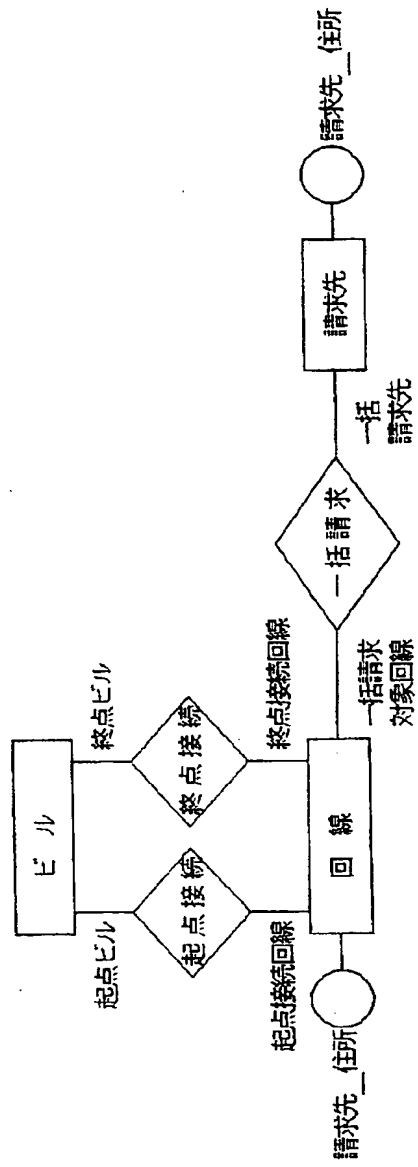 ビル
起点ビル
終点ビル
起点接続
終点接続
起点接続回線
終点接続回線
請求先_住所
回線
一括請求
対象回線
一括請求
一括
請求先
請求先
請求先_住所